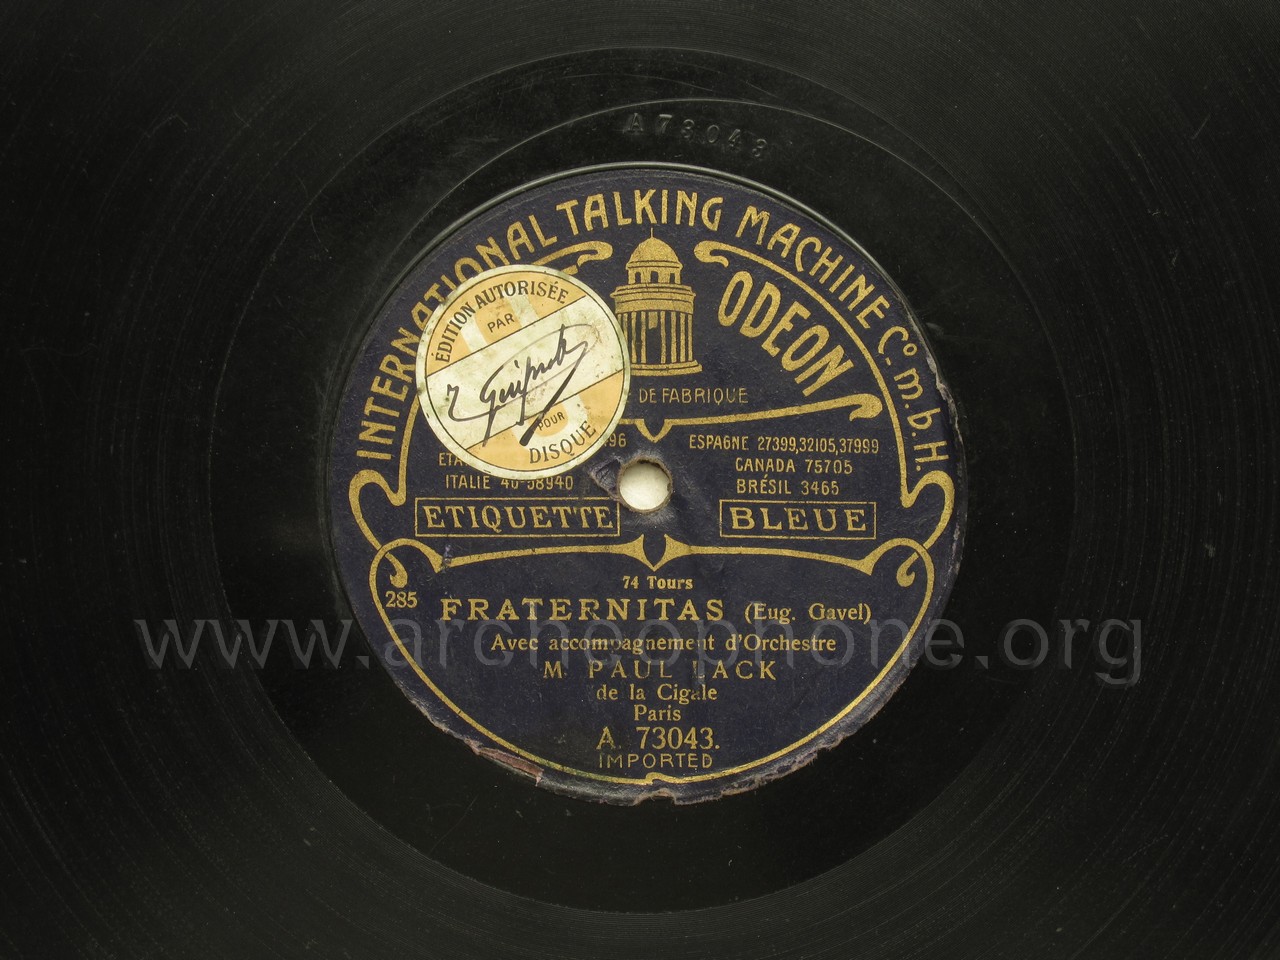 A 73043
INTERNATIONAL TALKING MACHINE Co. m.b.H.
ODEON
ÉDITION AUTORISÉE
PAR
POUR
DISQUE
DE FABRIQUE
496
ITALIE 40-58940
ESPAGNE 27399,32105,37999
CANADA 75705
BRÉSIL 3465
ETIQUETTE
BLEUE
74 Tours
285
FRATERNITAS (Eug. Gavel)
Avec accompagnement d'Orchestre
M. PAUL LACK
de la Cigale
Paris
A. 73043.
IMPORTED
www.archeophone.org